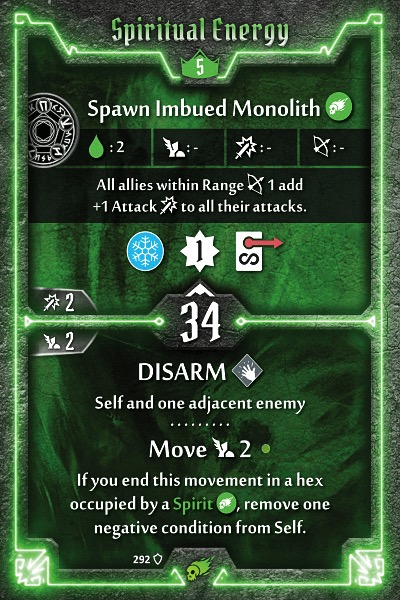 Spiritual Energy
5
Spawn Imbued Monolith
: 2 : - : - : -
All allies within Range 1 add
+1 Attack to all their attacks.
1
2
34
2
DISARM
Self and one adjacent enemy
.........
Move 2
If you end this movement in a hex
occupied by a Spirit , remove one
negative condition from Self.
292